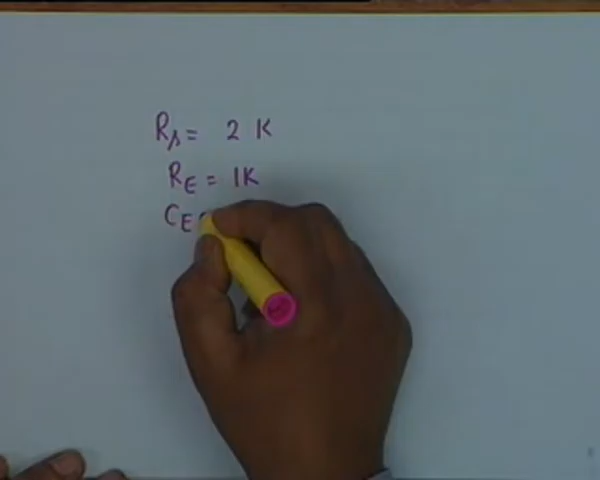 Rs = 2 K
RE = 1K
CE